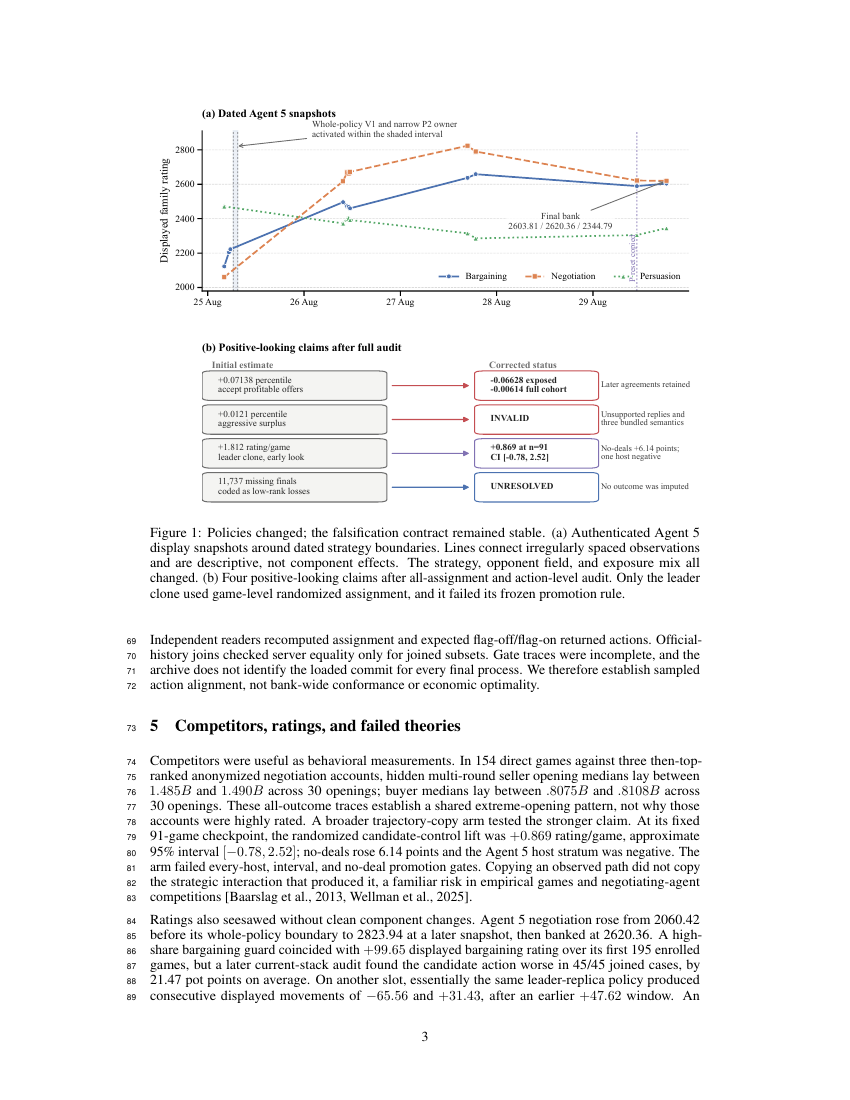 (a) Dated Agent 5 snapshots
Whole-policy V1 and narrow P2 owner
activated within the shaded interval
Displayed family rating
2800
2600
2400
2200
2000
Final bank
2603.81 / 2620.36 / 2344.79
Bargaining
Negotiation
Persuasion
25 Aug
26 Aug
27 Aug
28 Aug
29 Aug
(b) Positive-looking claims after full audit
Initial estimate
Corrected status
+0.07138 percentile
accept profitable offers
-0.06628 exposed
-0.00614 full cohort
Later agreements retained
+0.0121 percentile
aggressive surplus
INVALID
Unsupported replies and
three bundled semantics
+1.812 rating/game
leader clone, early look
+0.869 at n=91
CI [-0.78, 2.52]
No-deals +6.14 points;
one host negative
11,737 missing finals
coded as low-rank losses
UNRESOLVED
No outcome was imputed
Figure 1: Policies changed; the falsification contract remained stable. (a) Authenticated Agent 5
display snapshots around dated strategy boundaries. Lines connect irregularly spaced observations
and are descriptive, not component effects. The strategy, opponent field, and exposure mix all
changed. (b) Four positive-looking claims after all-assignment and action-level audit. Only the leader
clone used game-level randomized assignment, and it failed its frozen promotion rule.
69 Independent readers recomputed assignment and expected flag-off/flag-on returned actions. Official-
70 history joins checked server equality only for joined subsets. Gate traces were incomplete, and the
71 archive does not identify the loaded commit for every final process. We therefore establish sampled
72 action alignment, not bank-wide conformance or economic optimality.
73 5 Competitors, ratings, and failed theories
74 Competitors were useful as behavioral measurements. In 154 direct games against three then-top-
75 ranked anonymized negotiation accounts, hidden multi-round seller opening medians lay between
76 1.485B and 1.490B across 30 openings; buyer medians lay between .8075B and .8108B across
77 30 openings. These all-outcome traces establish a shared extreme-opening pattern, not why those
78 accounts were highly rated. A broader trajectory-copy arm tested the stronger claim. At its fixed
79 91-game checkpoint, the randomized candidate-control lift was +0.869 rating/game, approximate
80 95% interval [−0.78, 2.52]; no-deals rose 6.14 points and the Agent 5 host stratum was negative. The
81 arm failed every-host, interval, and no-deal promotion gates. Copying an observed path did not copy
82 the strategic interaction that produced it, a familiar risk in empirical games and negotiating-agent
83 competitions [Baarslag et al., 2013, Wellman et al., 2025].
84 Ratings also seesawed without clean component changes. Agent 5 negotiation rose from 2060.42
85 before its whole-policy boundary to 2823.94 at a later snapshot, then banked at 2620.36. A high-
86 share bargaining guard coincided with +99.65 displayed bargaining rating over its first 195 enrolled
87 games, but a later current-stack audit found the candidate action worse in 45/45 joined cases, by
88 21.47 pot points on average. On another slot, essentially the same leader-replica policy produced
89 consecutive displayed movements of −65.56 and +31.43, after an earlier +47.62 window. An
3